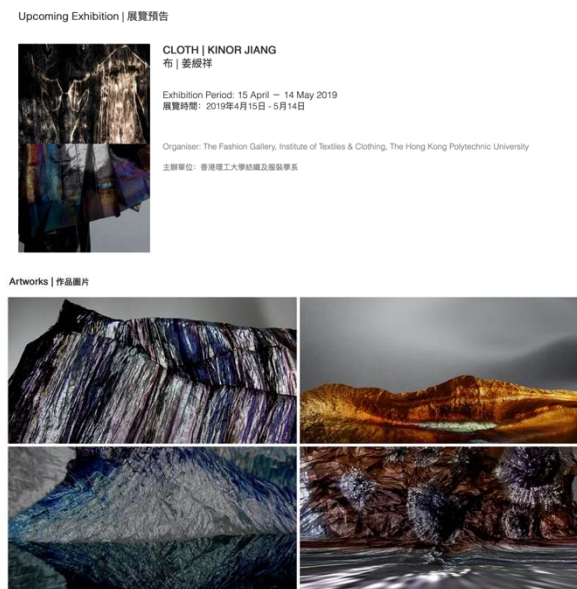 Upcoming Exhibition | 展覽預告
CLOTH | KINOR JIANG
布 | 姜綬祥
Exhibition Period: 15 April － 14 May 2019
展覽時間：2019年4月15日 - 5月14日
Organiser: The Fashion Gallery, Institute of Textiles & Clothing, The Hong Kong Polytechnic University
主辦單位：香港理工大學紡織及服裝學系
Artworks | 作品圖片